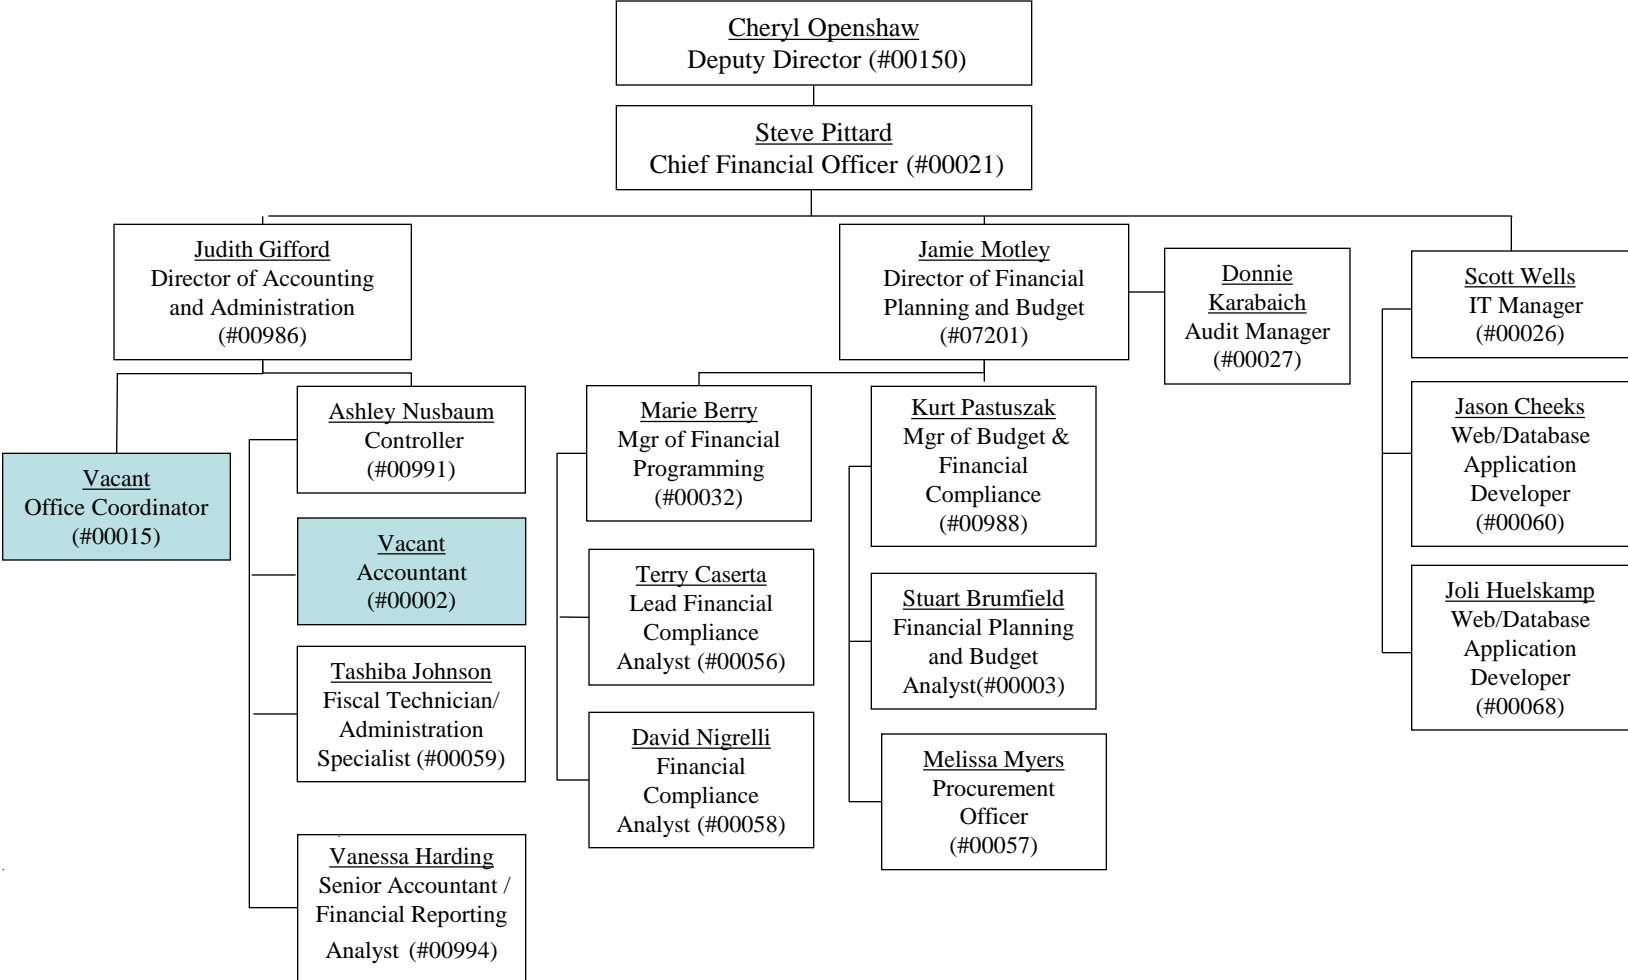 Cheryl Openshaw
Deputy Director (#00150)
Steve Pittard
Chief Financial Officer (#00021)
Judith Gifford
Director of Accounting
and Administration
(#00986)
Jamie Motley
Director of Financial
Planning and Budget
(#07201)
Donnie
Karabaich
Audit Manager
(#00027)
Scott Wells
IT Manager
(#00026)
Vacant
Office Coordinator
(#00015)
Ashley Nusbaum
Controller
(#00991)
Vacant
Accountant
(#00002)
Tashiba Johnson
Fiscal Technician/
Administration
Specialist (#00059)
Vanessa Harding
Senior Accountant /
Financial Reporting
Analyst (#00994)
Marie Berry
Mgr of Financial
Programming
(#00032)
Terry Caserta
Lead Financial
Compliance
Analyst (#00056)
David Nigrelli
Financial
Compliance
Analyst (#00058)
Kurt Pastuszak
Mgr of Budget &
Financial
Compliance
(#00988)
Stuart Brumfield
Financial Planning
and Budget
Analyst(#00003)
Melissa Myers
Procurement
Officer
(#00057)
Jason Cheeks
Web/Database
Application
Developer
(#00060)
Joli Huelskamp
Web/Database
Application
Developer
(#00068)